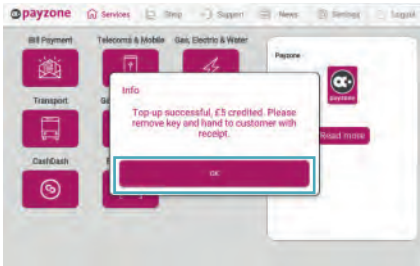 payzone
Services
Shop
Support
News
Settings
Logout
Bill Payment
Telecoms & Mobile
Gas, Electric & Water
Payzone
Info
Top-up successful, £5 credited. Please
remove key and hand to customer with
receipt.
OK
Transport
CashCash
payzone
Read more